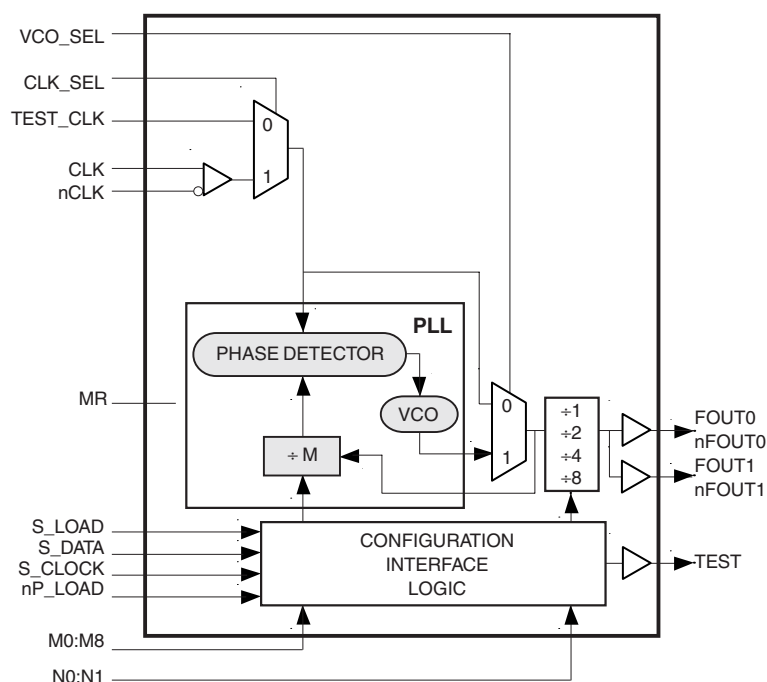 VCO_SEL
CLK_SEL
TEST_CLK
0
CLK
1
nCLK
PLL
PHASE DETECTOR
MR
VCO
0
÷1
FOUT0
÷2
nFOUT0
÷ M
1
÷4
FOUT1
÷8
nFOUT1
S_LOAD
S_DATA
S_CLOCK
nP_LOAD
CONFIGURATION
INTERFACE
LOGIC
TEST
M0:M8
N0:N1